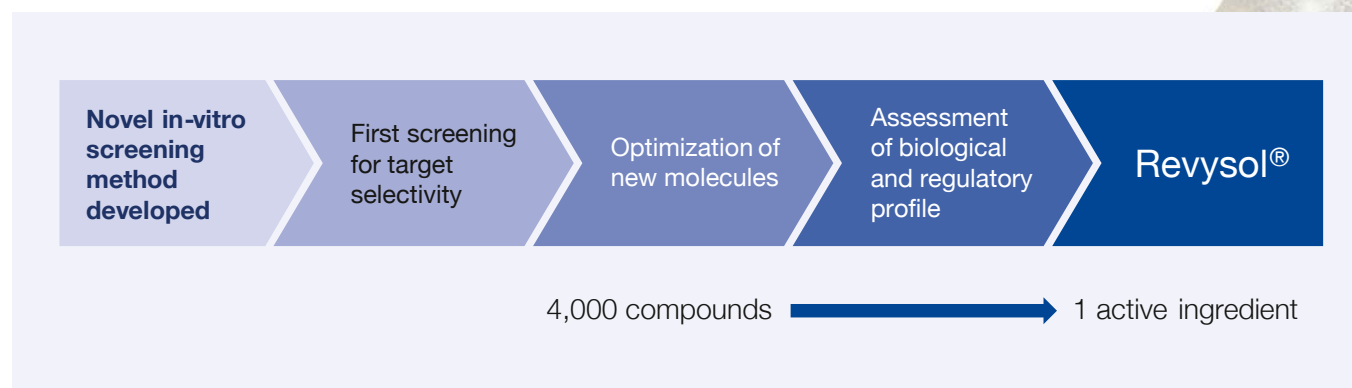 Novel in-vitro
screening
method
developed
First screening
for target
selectivity
Optimization of
new molecules
Assessment
of biological
and regulatory
profile
Revysol®
4,000 compounds
1 active ingredient